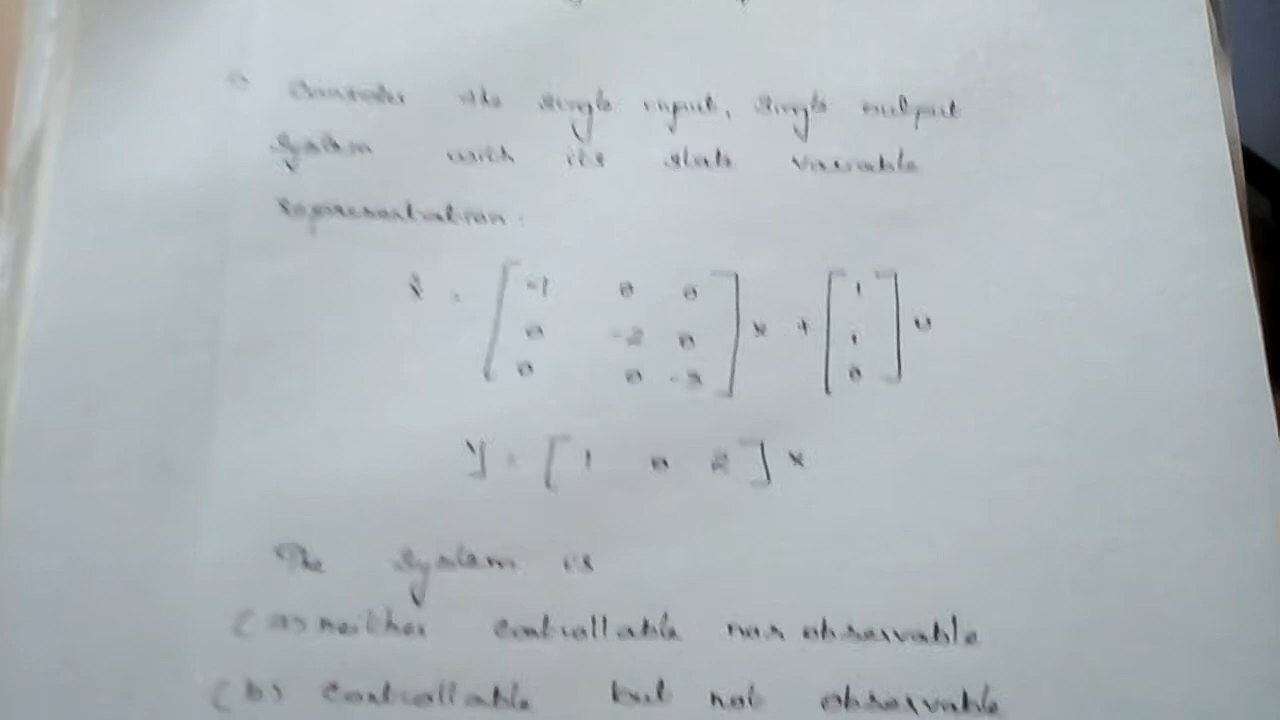 Consider the single input, single output
system with its state variable
representation:
ẋ = [-1 0 0
0 -2 0
0 0 -3] x + [1
1
0] u
y = [1 0 2] x
The system is
(a) neither controllable nor observable
(b) controllable but not observable